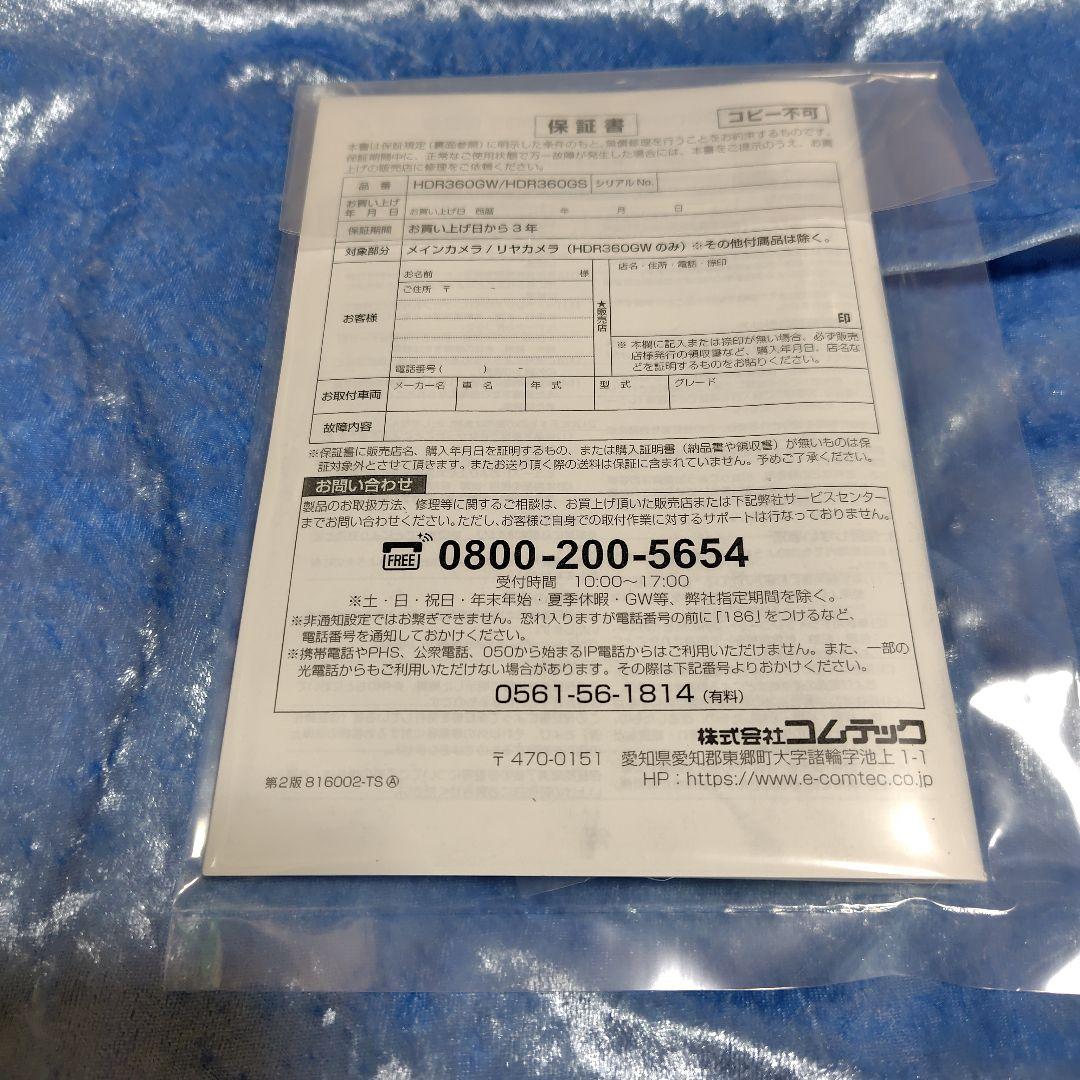 保証書
コピー不可
本書は保証規定(裏面参照)に明示した条件のもと、無償修理を行うことをお約束するものです。
保証期間中に、正常なご使用状態で万一故障が発生した場合には、本書をご提示のうえ、お買
上げの販売店に修理をご依頼ください。
品 番 HDR360GW/HDR360GS シリアルNo.
お買い上げ
年 月 日 お買い上げ日 西暦 年 月 日
保証期間 お買い上げ日から3年
対象部分 メインカメラ / リヤカメラ (HDR360GW のみ) ※その他付属品は除く。
お客様
お名前 様
ご住所 〒 -
電話番号( ) -
★販売店
店名・住所・電話・捺印
印
※ 本欄に記入または捺印が無い場合、必ず販売
店様発行の領収書など、購入年月日、店名な
どを証明するものをお貼りください。
お取付車両 メーカー名 車 名 年 式 型 式 グレード
故障内容
※保証書に販売店名、購入年月日を証明するもの、または購入証明書(納品書や領収書)が無いものは保
証対象外とさせて頂きます。またお送り頂く際の送料は保証に含まれていません。予めご了承ください。
お問い合わせ
製品のお取扱方法、修理等に関するご相談は、お買上げ頂いた販売店または下記弊社サービスセンター
までお問い合わせください。ただし、お客様ご自身での取付作業に対するサポートは行なっておりません。
FREE 0800-200-5654
受付時間 10:00〜17:00
※土・日・祝日・年末年始・夏季休暇・GW等、弊社指定期間を除く。
※非通知設定ではお繋ぎできません。恐れ入りますが電話番号の前に「186」をつけるなど、
電話番号を通知しておかけください。
※携帯電話やPHS、公衆電話、050から始まるIP電話からはご利用いただけません。また、一部の
光電話からもご利用いただけない場合があります。その際は下記番号よりおかけください。
0561-56-1814 (有料)
株式会社コムテック
〒470-0151 愛知県愛知郡東郷町大字諸輪字池上 1-1
HP : https://www.e-comtec.co.jp
第2版 816002-TS Ⓐ